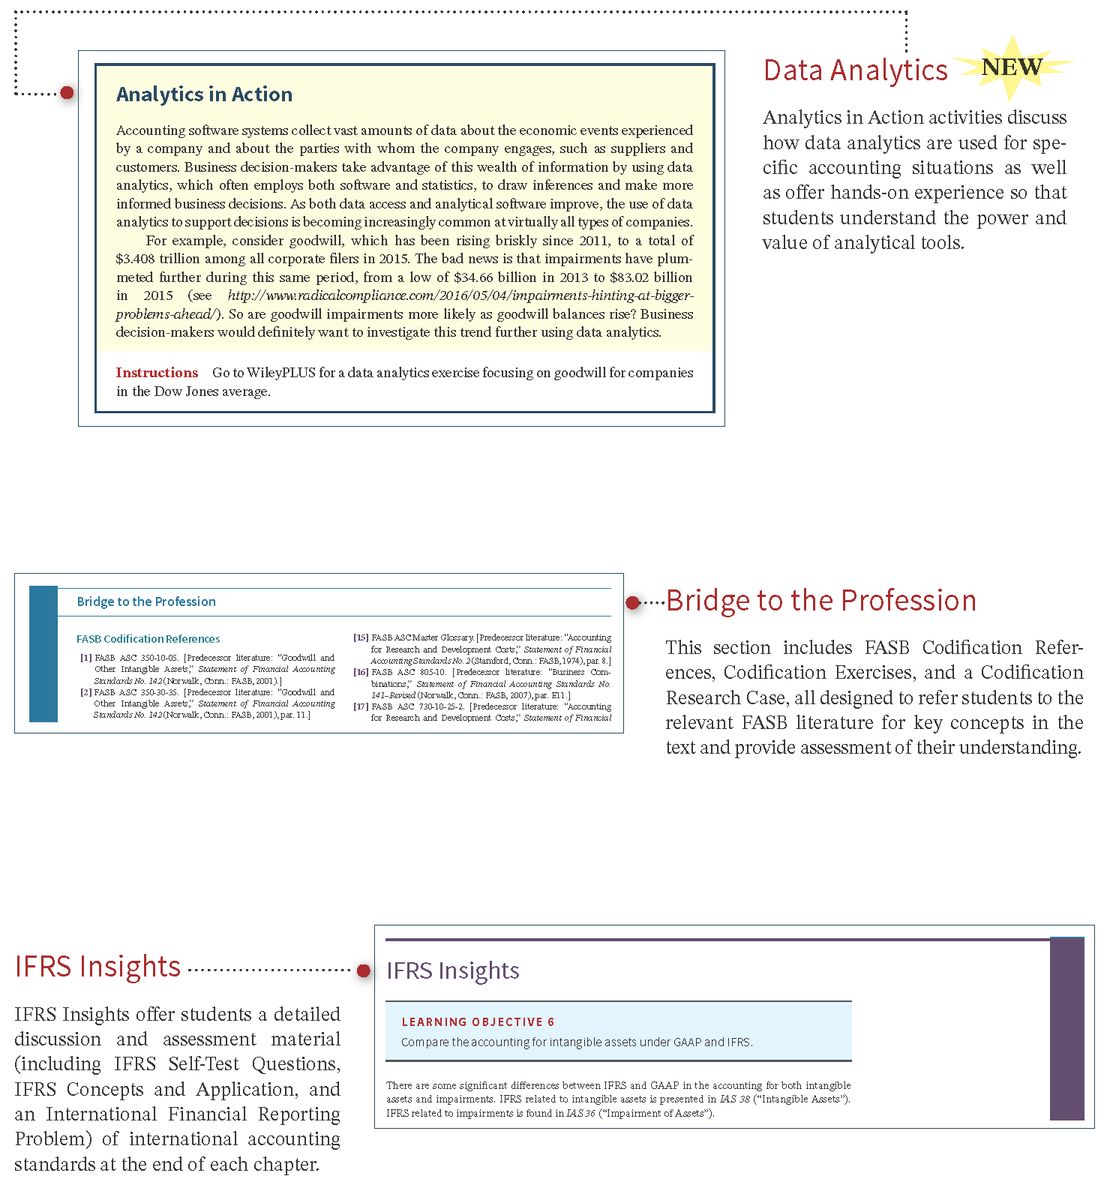 Data Analytics NEW
Analytics in Action activities discuss
how data analytics are used for spe-
cific accounting situations as well
as offer hands-on experience so that
students understand the power and
value of analytical tools.
Analytics in Action
Accounting software systems collect vast amounts of data about the economic events experienced
by a company and about the parties with whom the company engages, such as suppliers and
customers. Business decision-makers take advantage of this wealth of information by using data
analytics, which often employs both software and statistics, to draw inferences and make more
informed business decisions. As both data access and analytical software improve, the use of data
analytics to support decisions is becoming increasingly common at virtually all types of companies.
For example, consider goodwill, which has been rising briskly since 2011, to a total of
$3.408 trillion among all corporate filers in 2015. The bad news is that impairments have plum-
meted further during this same period, from a low of $34.66 billion in 2013 to $83.02 billion
in 2015 (see http://www.radicalcompliance.com/2016/05/04/impairments-hinting-at-bigger-
problems-ahead/). So are goodwill impairments more likely as goodwill balances rise? Business
decision-makers would definitely want to investigate this trend further using data analytics.
Instructions Go to WileyPLUS for a data analytics exercise focusing on goodwill for companies
in the Dow Jones average.
Bridge to the Profession
This section includes FASB Codification Refer-
ences, Codification Exercises, and a Codification
Research Case, all designed to refer students to the
relevant FASB literature for key concepts in the
text and provide assessment of their understanding.
Bridge to the Profession
FASB Codification References
[1] FASB ASC 350-10-05. [Predecessor literature: “Goodwill and
Other Intangible Assets,” Statement of Financial Accounting
Standards No. 142 (Norwalk, Conn.: FASB, 2001).]
[2] FASB ASC 350-30-35. [Predecessor literature: “Goodwill and
Other Intangible Assets,” Statement of Financial Accounting
Standards No. 142 (Norwalk, Conn.: FASB, 2001), par. 11.]
[15] FASB ASC Master Glossary. [Predecessor literature: “Accounting
for Research and Development Costs,” Statement of Financial
Accounting Standards No. 2 (Stamford, Conn.: FASB, 1974), par. 8.]
[16] FASB ASC 805-10. [Predecessor literature: “Business Com-
binations,” Statement of Financial Accounting Standards No.
141–Revised (Norwalk, Conn.: FASB, 2007), par. E11.]
[17] FASB ASC 730-10-25-2. [Predecessor literature: “Accounting
for Research and Development Costs,” Statement of Financial
IFRS Insights
IFRS Insights offer students a detailed
discussion and assessment material
(including IFRS Self-Test Questions,
IFRS Concepts and Application, and
an International Financial Reporting
Problem) of international accounting
standards at the end of each chapter.
IFRS Insights
LEARNING OBJECTIVE 6
Compare the accounting for intangible assets under GAAP and IFRS.
There are some significant differences between IFRS and GAAP in the accounting for both intangible
assets and impairments. IFRS related to intangible assets is presented in IAS 38 (“Intangible Assets”).
IFRS related to impairments is found in IAS 36 (“Impairment of Assets”).